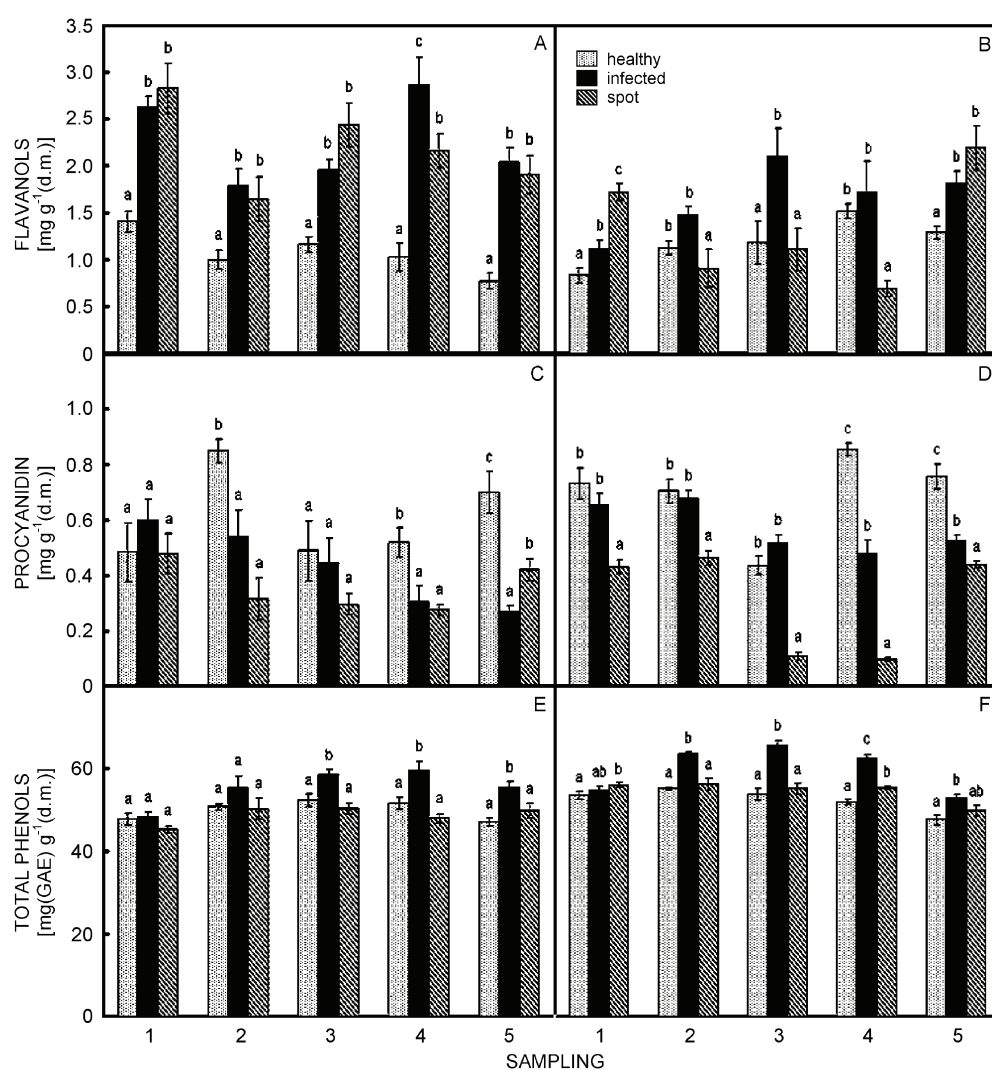 FLAVANOLS
[mg g-1(d.m.)]
3.5
3.0
2.5
2.0
1.5
1.0
0.5
0
A
a b b
a b b
a b b
a c b
a b b
B
healthy
infected
spot
a b c
b b a
a b a
b b a
a b b
PROCYANIDIN
[mg g-1(d.m.)]
1.0
0.8
0.6
0.4
0.2
0
C
a a a
b a a
a a a
b a a
c a b
D
b b a
b b a
b b a
c b a
c b a
TOTAL PHENOLS
[mg(GAE) g-1(d.m.)]
60
40
20
0
E
a a a
a a a
a b a
a b a
a b a
F
a ab b
a b a
a b a
a c b
a b ab
1 2 3 4 5 1 2 3 4 5
SAMPLING